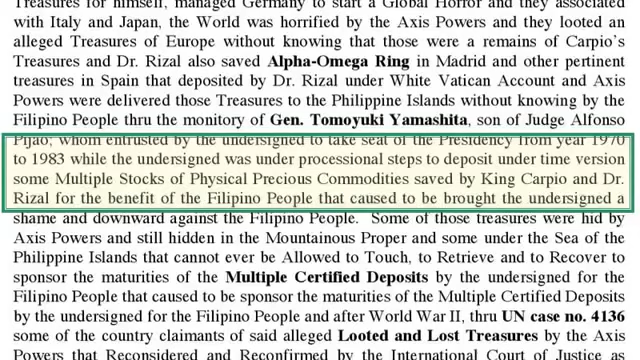 Treasures for himself, managed Germany to start a Global Horror and they associated
with Italy and Japan, the World was horrified by the Axis Powers and they looted an
alleged Treasures of Europe without knowing that those were a remains of Carpio's
Treasures and Dr. Rizal also saved Alpha-Omega Ring in Madrid and other pertinent
treasures in Spain that deposited by Dr. Rizal under White Vatican Account and Axis
Powers were delivered those Treasures to the Philippine Islands without knowing by the
Filipino People thru the monitory of Gen. Tomoyuki Yamashita, son of Judge Alfonso
Pijao; whom entrusted by the undersigned to take seat of the Presidency from year 1970
to 1983 while the undersigned was under processional steps to deposit under time version
some Multiple Stocks of Physical Precious Commodities saved by King Carpio and Dr.
Rizal for the benefit of the Filipino People that caused to be brought the undersigned a
shame and downward against the Filipino People. Some of those treasures were hid by
Axis Powers and still hidden in the Mountainous Proper and some under the Sea of the
Philippine Islands that cannot ever be Allowed to Touch, to Retrieve and to Recover to
sponsor the maturities of the Multiple Certified Deposits by the undersigned for the
Filipino People that caused to be sponsor the maturities of the Multiple Certified Deposits
by the undersigned for the Filipino People and after World War II, thru UN case no. 4136
some of the country claimants of said alleged Looted and Lost Treasures by the Axis
Powers that Reconsidered and Reconfirmed by the International Court of Justice as